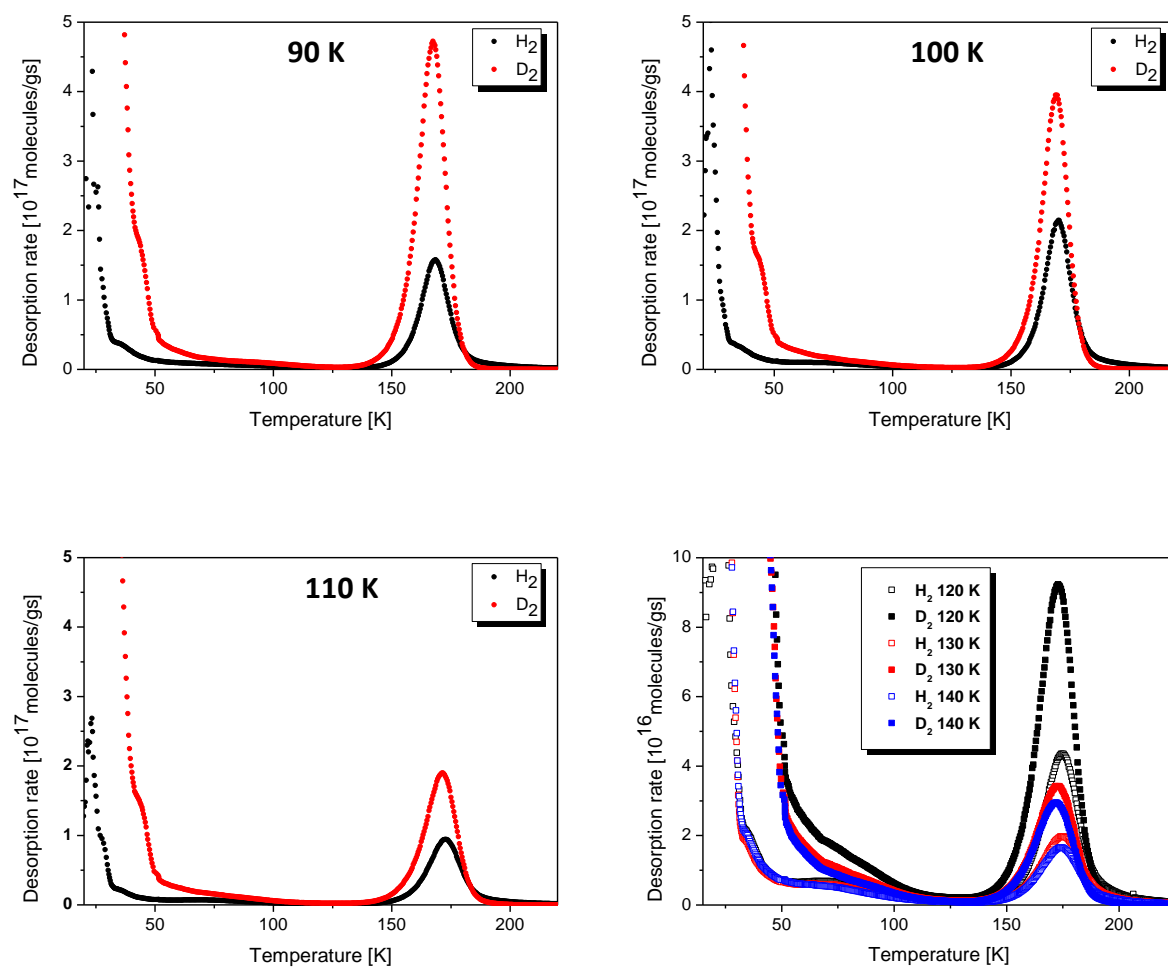 90 K
H2
D2
Desorption rate [10^17 molecules/gs]
5
4
3
2
1
0
50 100 150 200
Temperature [K]
100 K
H2
D2
Desorption rate [10^17 molecules/gs]
5
4
3
2
1
0
50 100 150 200
Temperature [K]
110 K
H2
D2
Desorption rate [10^17 molecules/gs]
5
4
3
2
1
0
50 100 150 200
Temperature [K]
H2 120 K
D2 120 K
H2 130 K
D2 130 K
H2 140 K
D2 140 K
Desorption rate [10^16 molecules/gs]
10
8
6
4
2
0
50 100 150 200
Temperature [K]